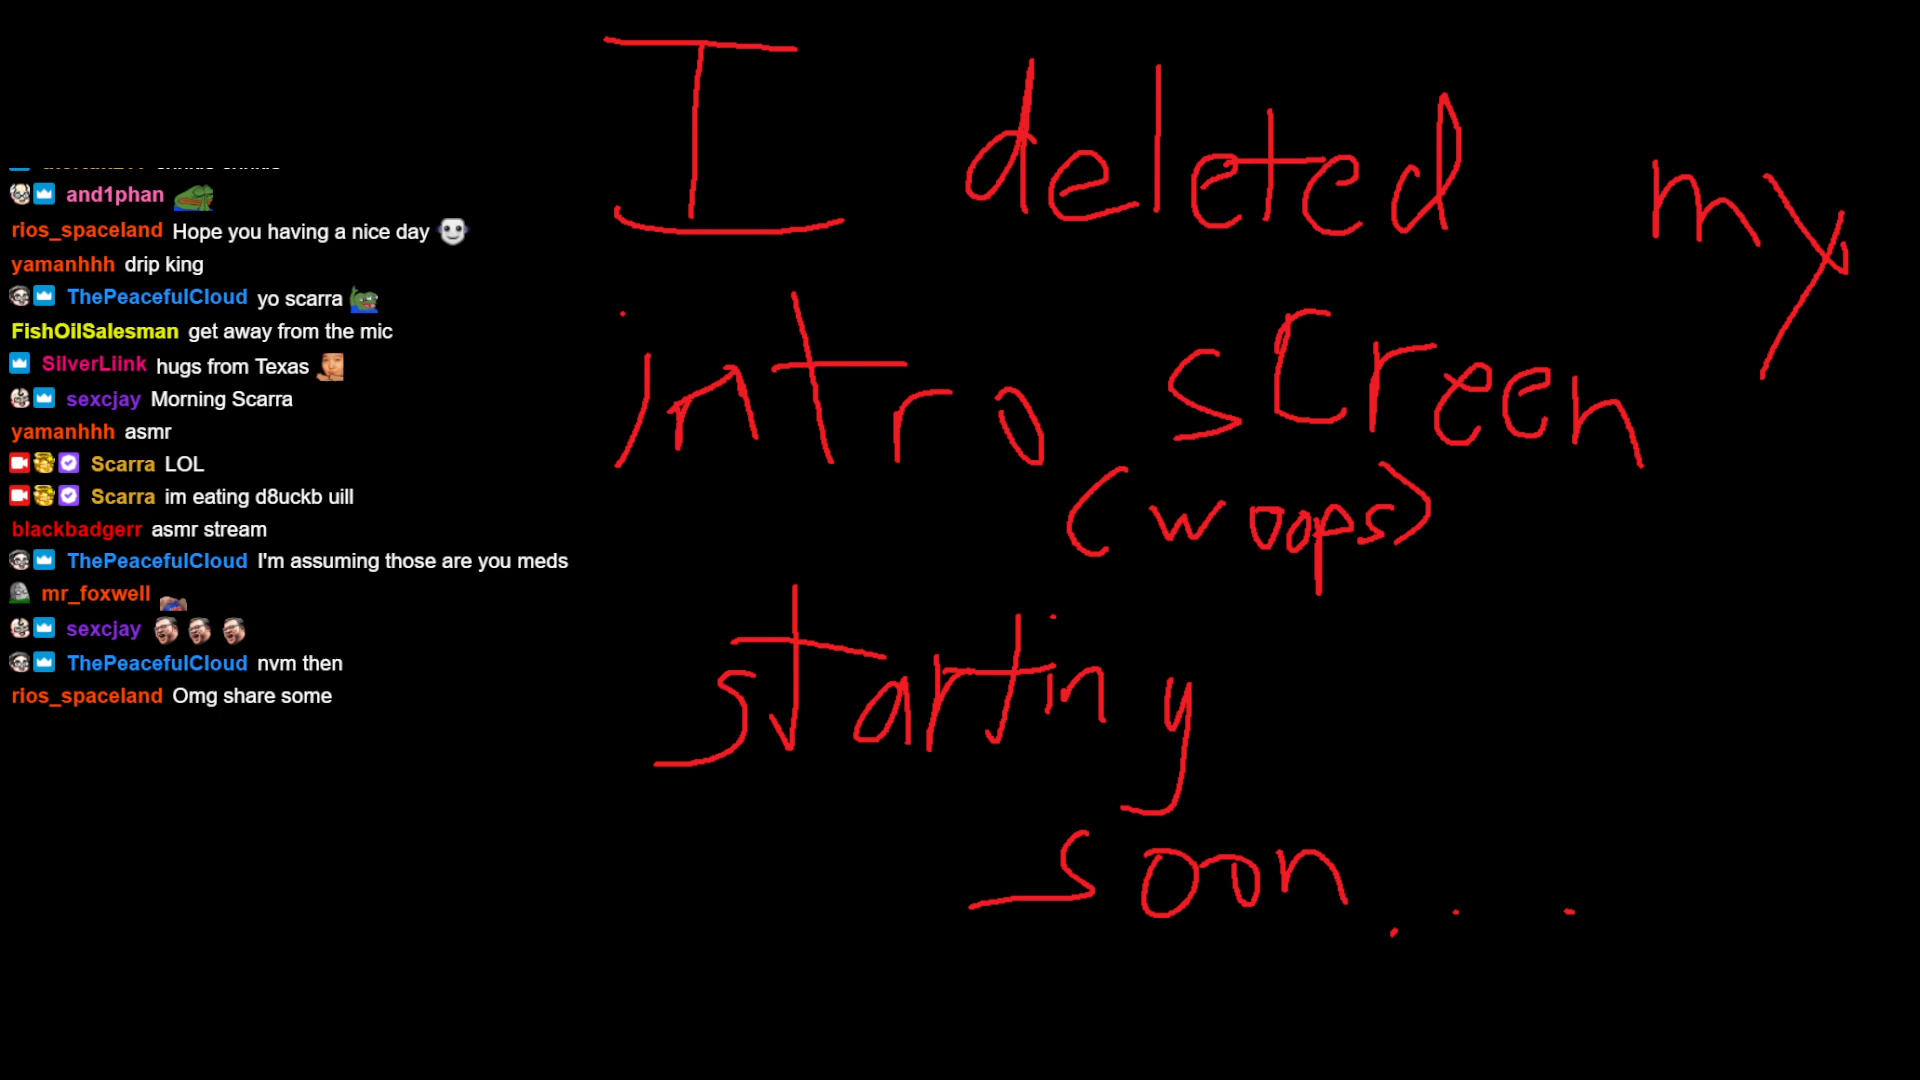 and1phan
rios_spaceland Hope you having a nice day
yamanhhh drip king
ThePeacefulCloud yo scarra
FishOilSalesman get away from the mic
SilverLiink hugs from Texas
sexcjay Morning Scarra
yamanhhh asmr
Scarra LOL
Scarra im eating d8uckb uill
blackbadgerr asmr stream
ThePeacefulCloud I'm assuming those are you meds
mr_foxwell
sexcjay
ThePeacefulCloud nvm then
rios_spaceland Omg share some
I deleted my
intro screen
(woops)
starting
soon...